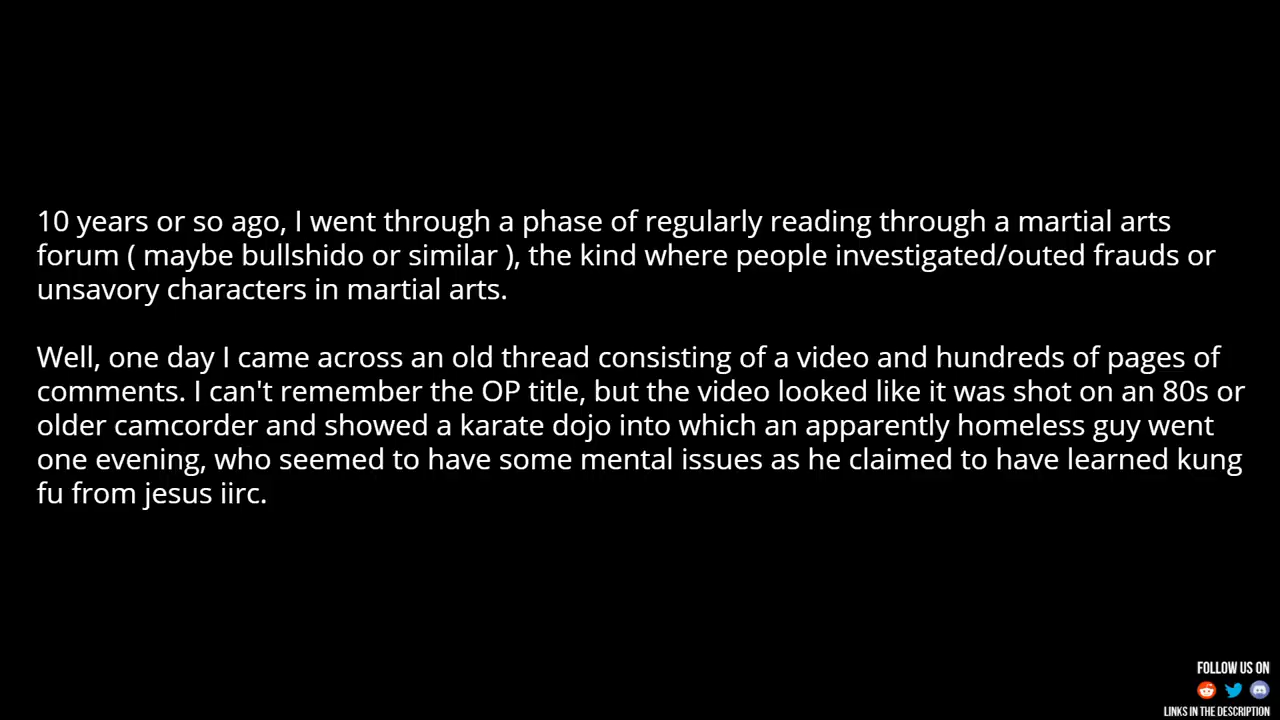 10 years or so ago, I went through a phase of regularly reading through a martial arts
forum ( maybe bullshido or similar ), the kind where people investigated/outed frauds or
unsavory characters in martial arts.
Well, one day I came across an old thread consisting of a video and hundreds of pages of
comments. I can't remember the OP title, but the video looked like it was shot on an 80s or
older camcorder and showed a karate dojo into which an apparently homeless guy went
one evening, who seemed to have some mental issues as he claimed to have learned kung
fu from jesus iirc.
FOLLOW US ON
LINKS IN THE DESCRIPTION